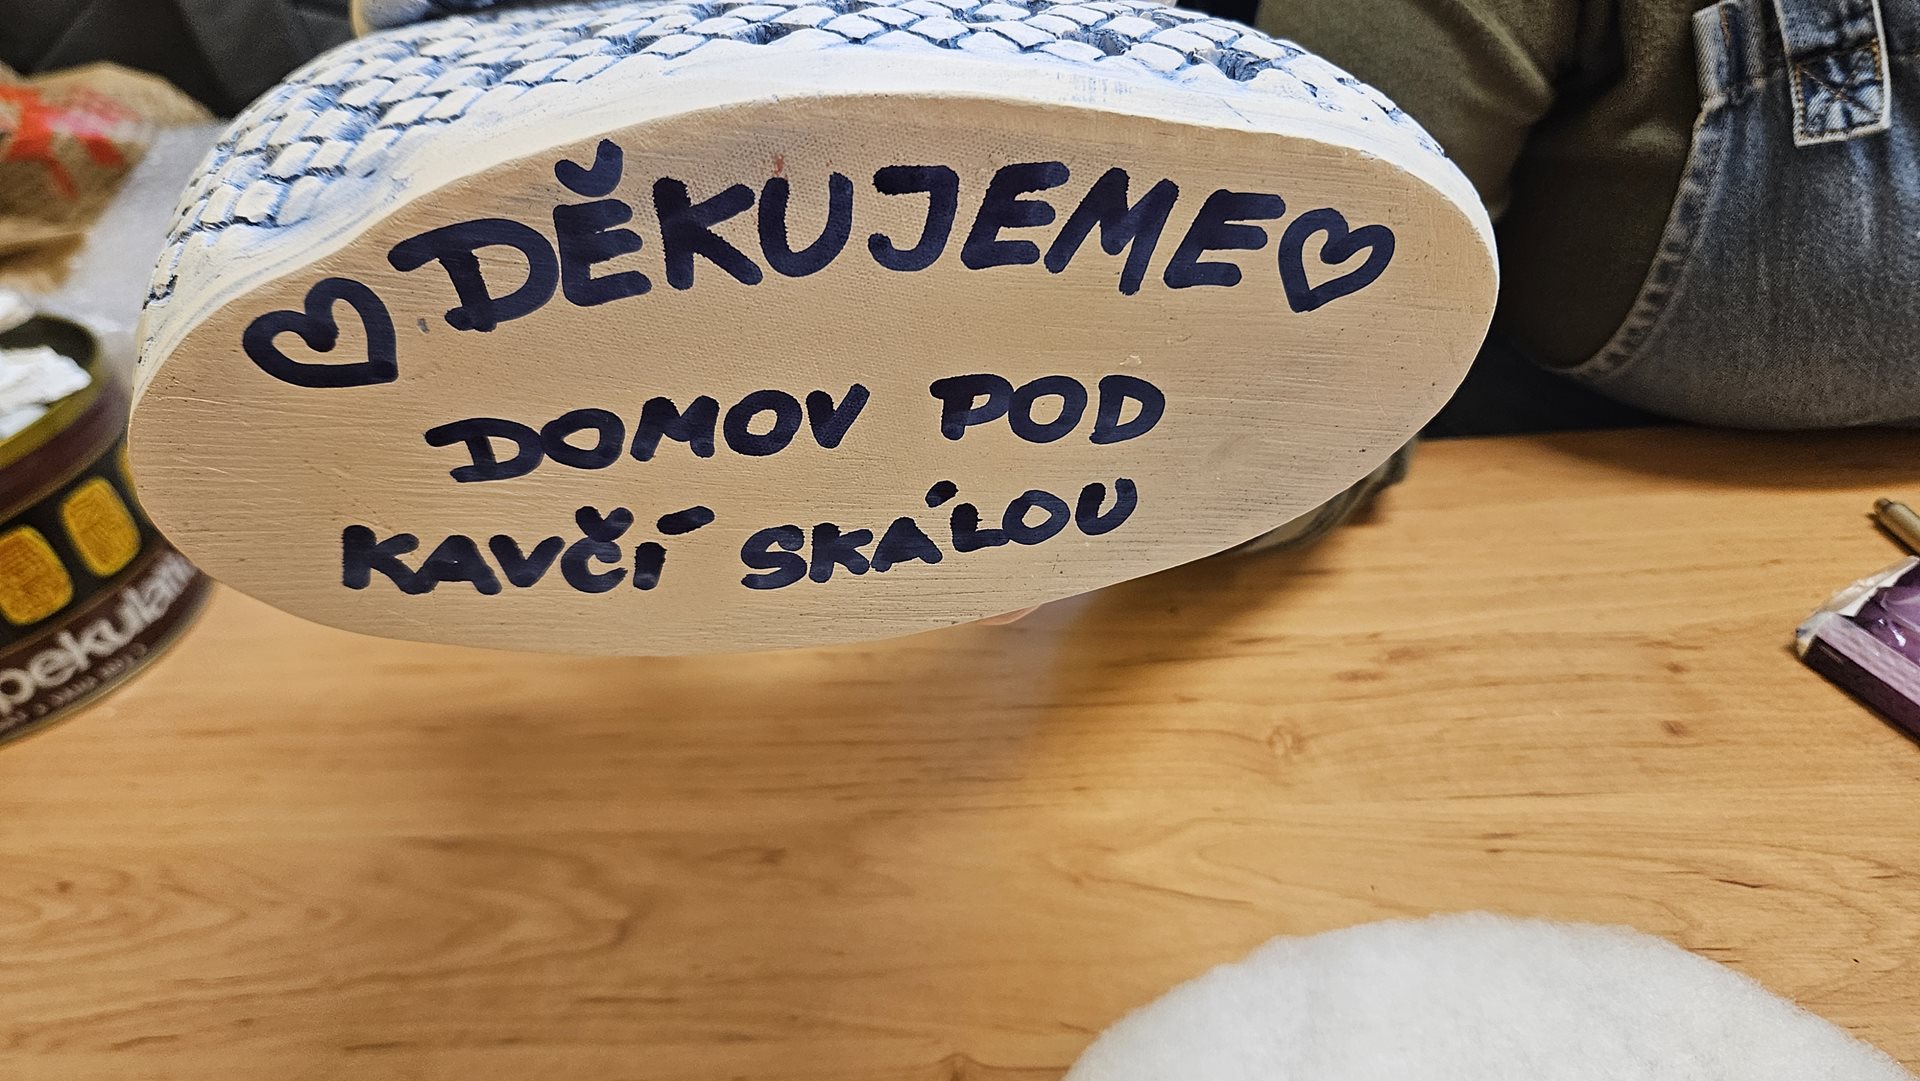 ♡ DĚKUJEME ♡
DOMOV POD
KAVČÍ SKÁLOU